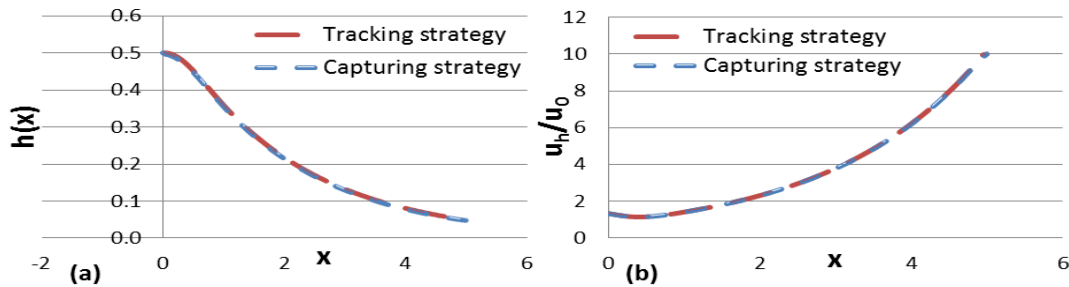 0.6
0.5
0.4
0.3
0.2
0.1
0.0
h(x)
Tracking strategy
Capturing strategy
-2 0 2 4 6
(a) x
12
10
8
6
4
2
0
uh/u0
Tracking strategy
Capturing strategy
0 2 4 6
(b) x